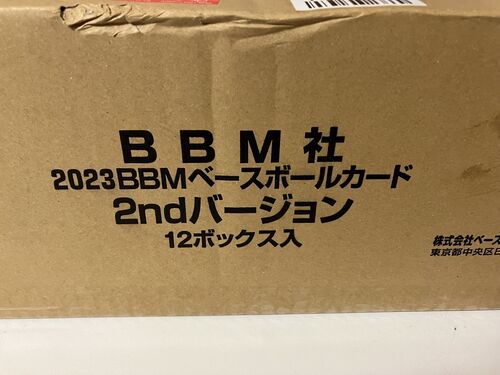 BBM社
2023BBMベースボールカード
2ndバージョン
12ボックス入
株式会社ベース
東京都中央区日